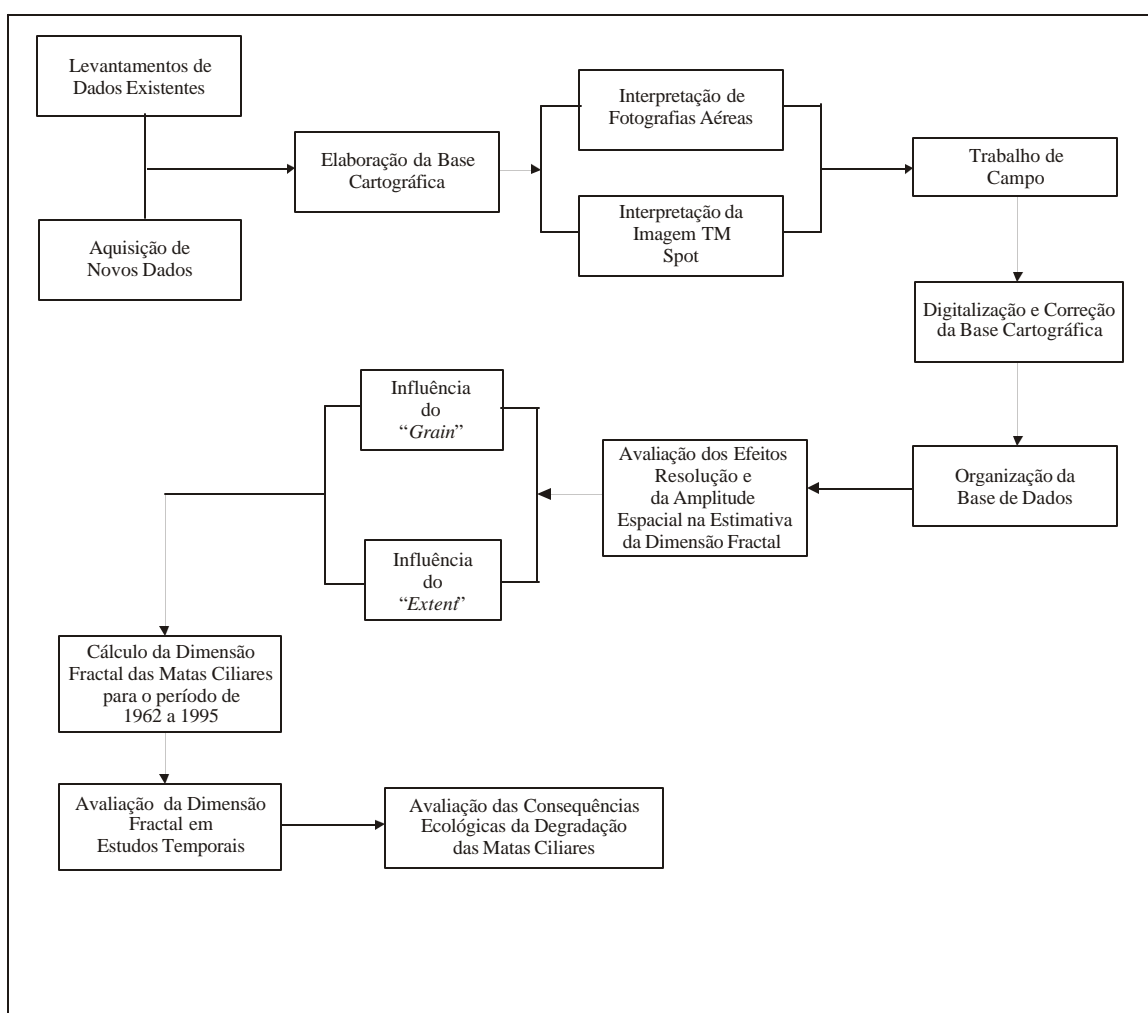 Levantamentos de
Dados Existentes
Aquisição de
Novos Dados
Elaboração da Base
Cartográfica
Interpretação de
Fotografias Aéreas
Interpretação da
Imagem TM
Spot
Trabalho de
Campo
Digitalização e Correção
da Base Cartográfica
Organização da
Base de Dados
Avaliação dos Efeitos
Resolução e
da Amplitude
Espacial na Estimativa
da Dimensão Fractal
Influência
do
“Grain”
Influência
do
“Extent”
Cálculo da Dimensão
Fractal das Matas Ciliares
para o período de
1962 a 1995
Avaliação da Dimensão
Fractal em
Estudos Temporais
Avaliação das Consequências
Ecológicas da Degradação
das Matas Ciliares